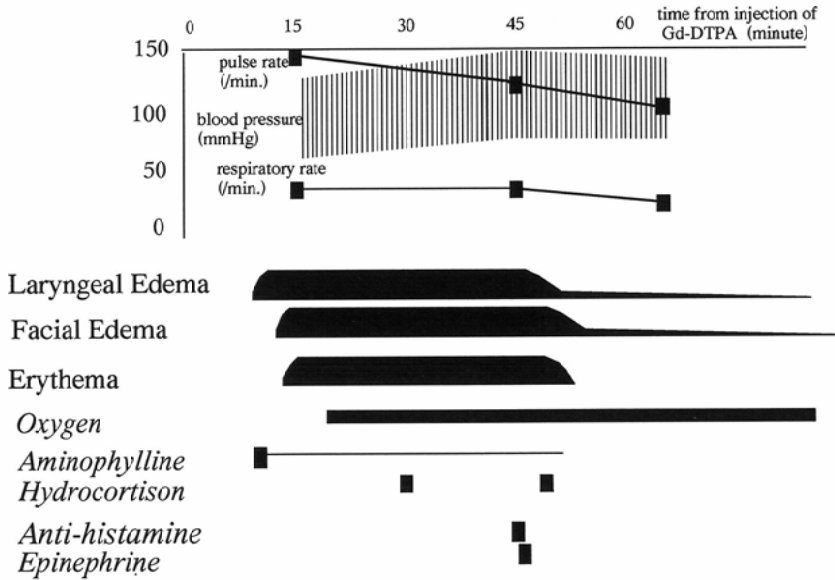 0 15 30 45 60 time from injection of
Gd-DTPA (minute)
150
pulse rate
(/min.)
100
blood pressure
(mmHg)
50
respiratory rate
(/min.)
0
Laryngeal Edema
Facial Edema
Erythema
Oxygen
Aminophylline
Hydrocortison
Anti-histamine
Epinephrine